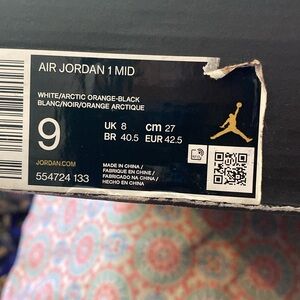 AIR JORDAN 1 MID
WHITE/ARCTIC ORANGE-BLACK
BLANC/NOIR/ORANGE ARCTIQUE
9
UK 8 cm 27
BR 40.5 EUR 42.5
JORDAN.COM
554724 133
MADE IN CHINA /
FABRIQUÉ EN CHINE /
FABRICADO NA CHINA /
HECHO EN CHINA